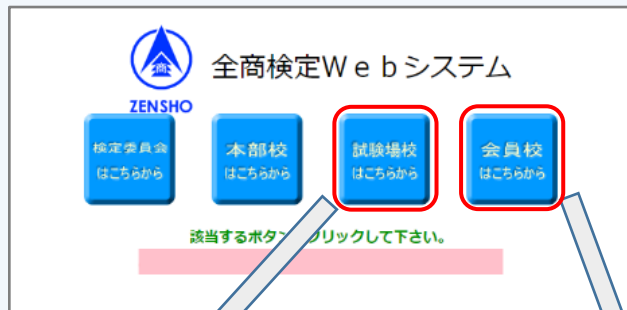 商
全商検定Ｗｅｂシステム
ZENSHO
検定委員会
はこちらから
本部校
はこちらから
試験場校
はこちらから
会員校
はこちらから
該当するボタン クリックして下さい。